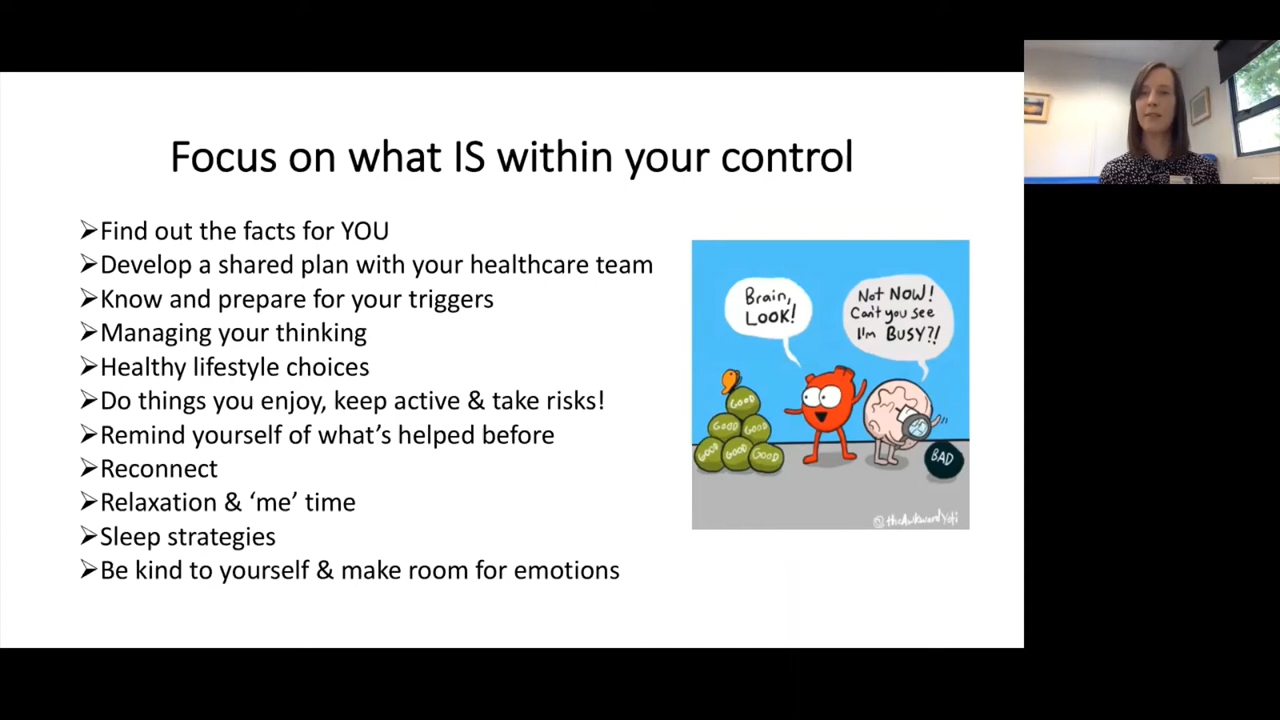 Focus on what IS within your control
➢Find out the facts for YOU
➢Develop a shared plan with your healthcare team
➢Know and prepare for your triggers
➢Managing your thinking
➢Healthy lifestyle choices
➢Do things you enjoy, keep active & take risks!
➢Remind yourself of what’s helped before
➢Reconnect
➢Relaxation & ‘me’ time
➢Sleep strategies
➢Be kind to yourself & make room for emotions
Brain,
LOOK!
Not NOW!
Can't you see
I'm BUSY?!
GOOD
GOOD GOOD
GOOD GOOD GOOD
BAD
@theAwkwardYeti